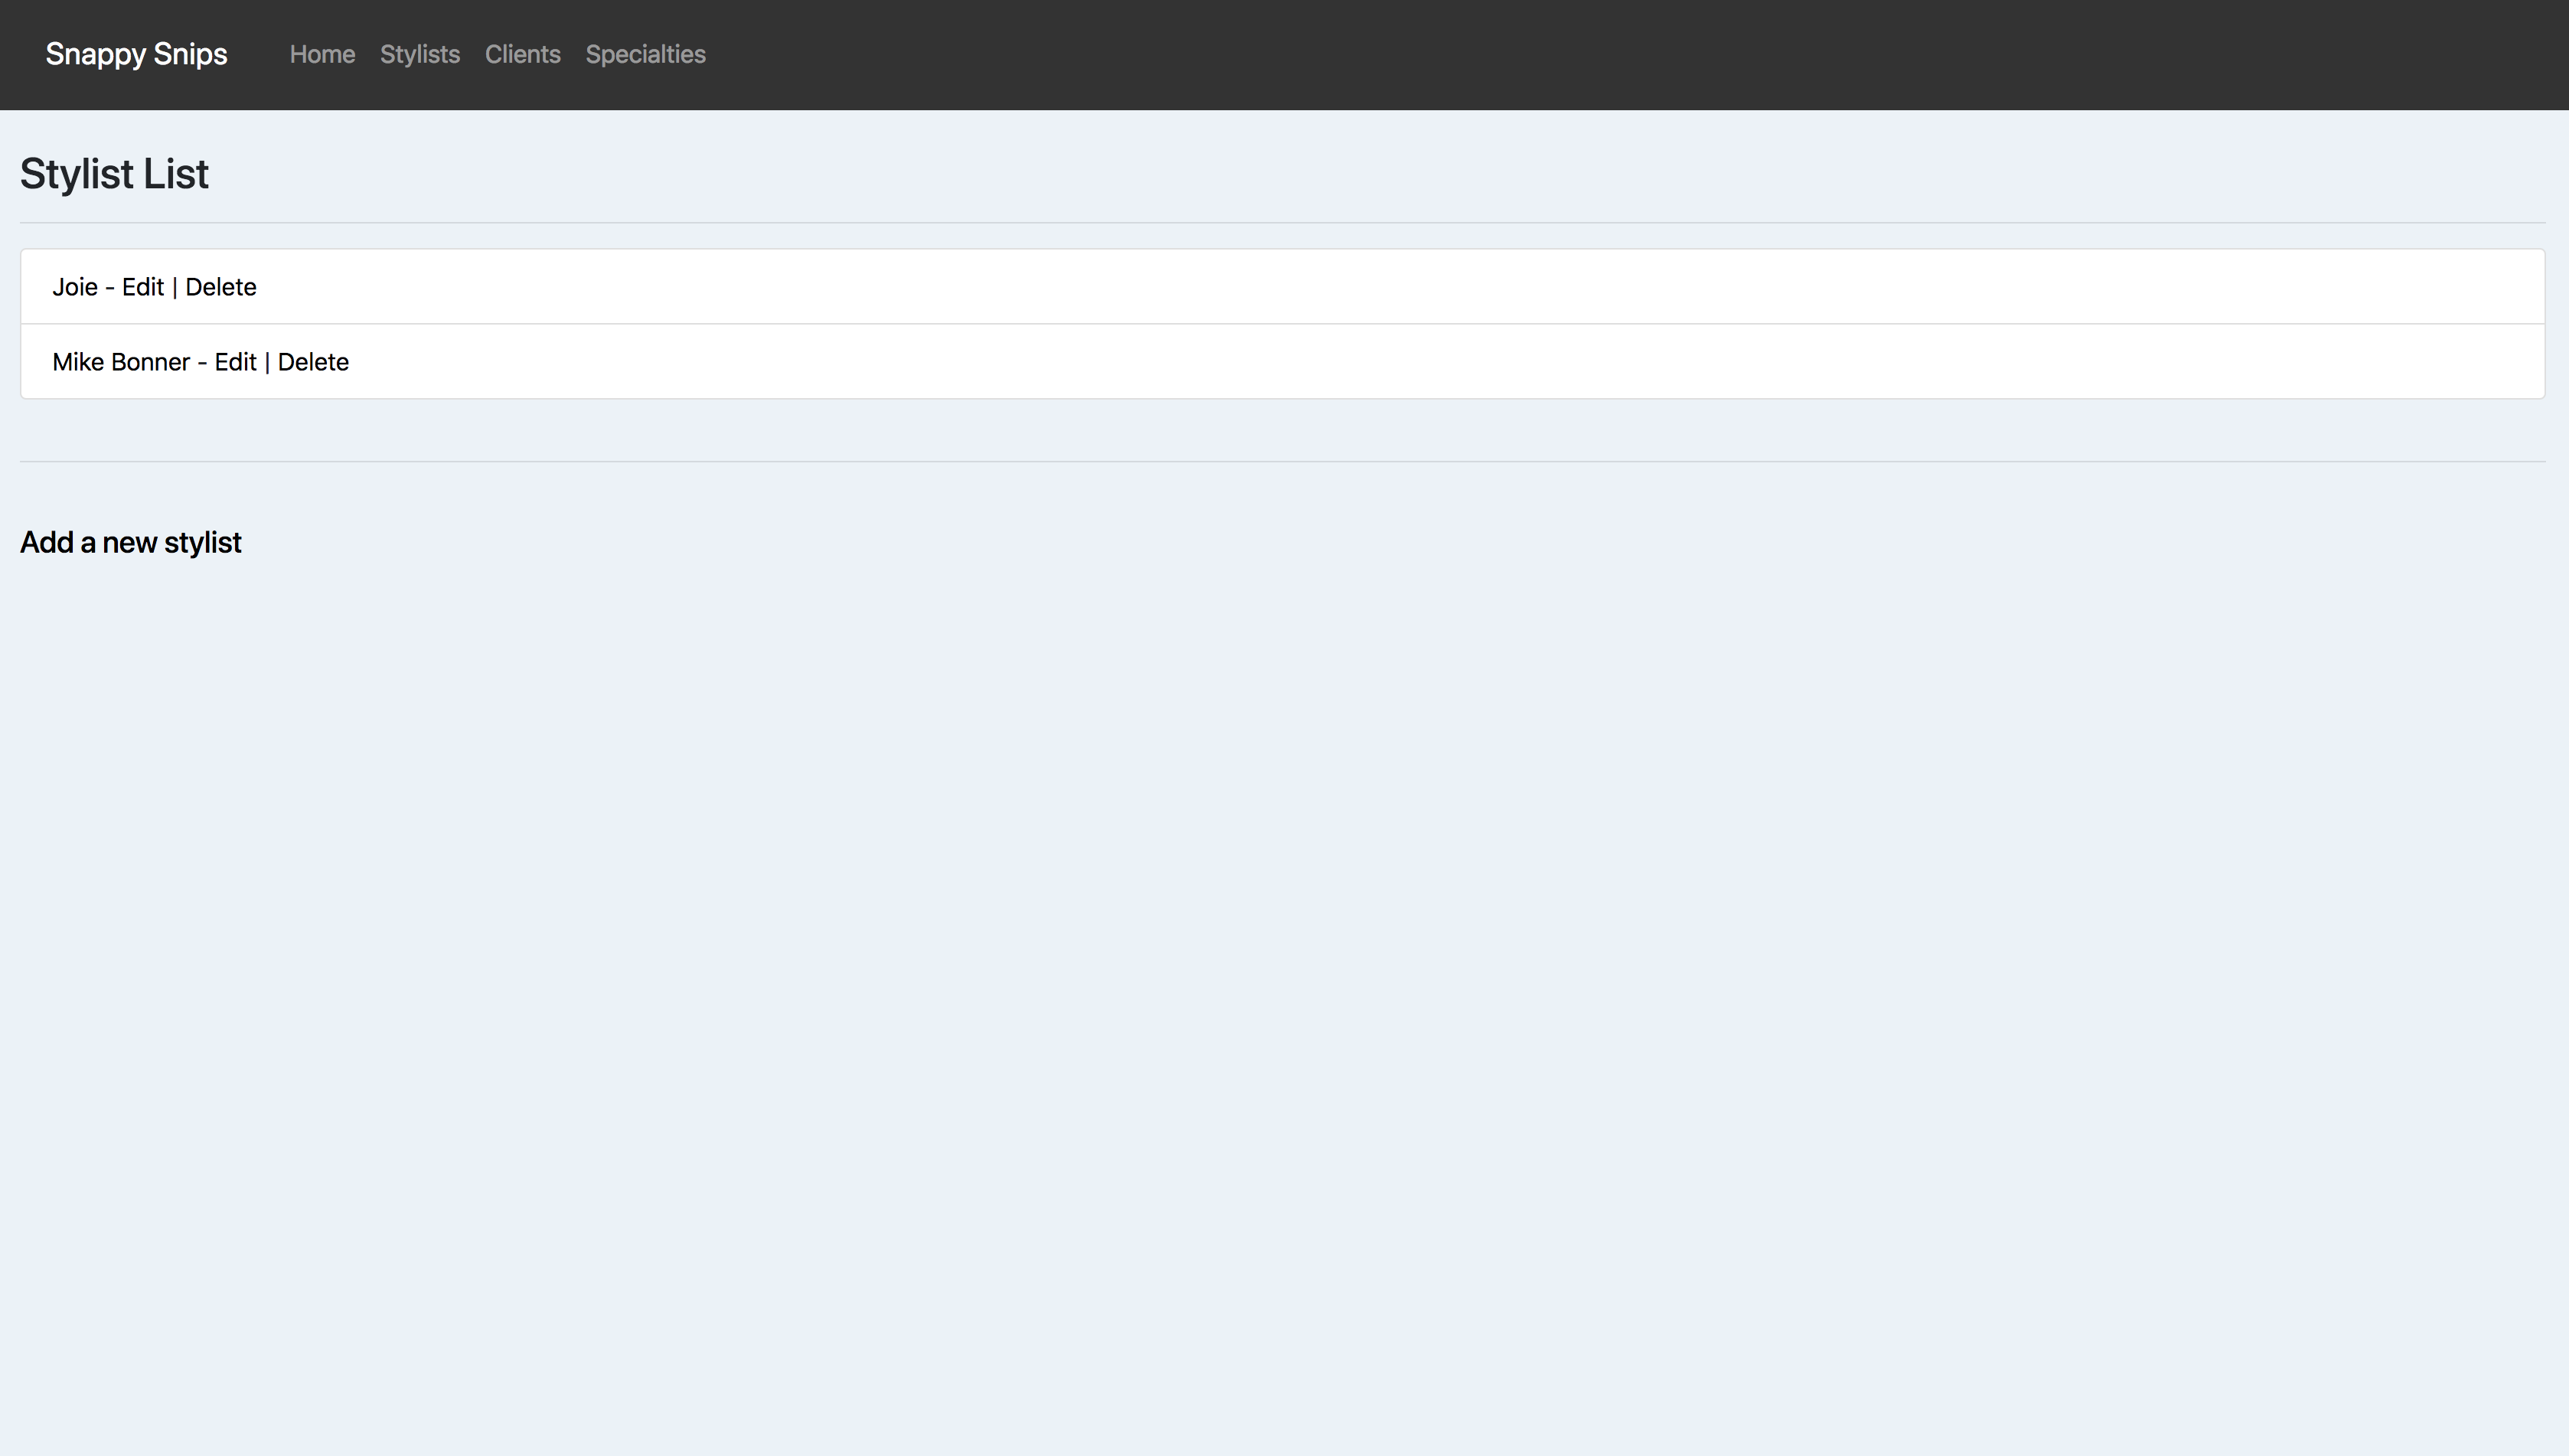 Snappy Snips Home Stylists Clients Specialties
Stylist List
Joie - Edit | Delete
Mike Bonner - Edit | Delete
Add a new stylist